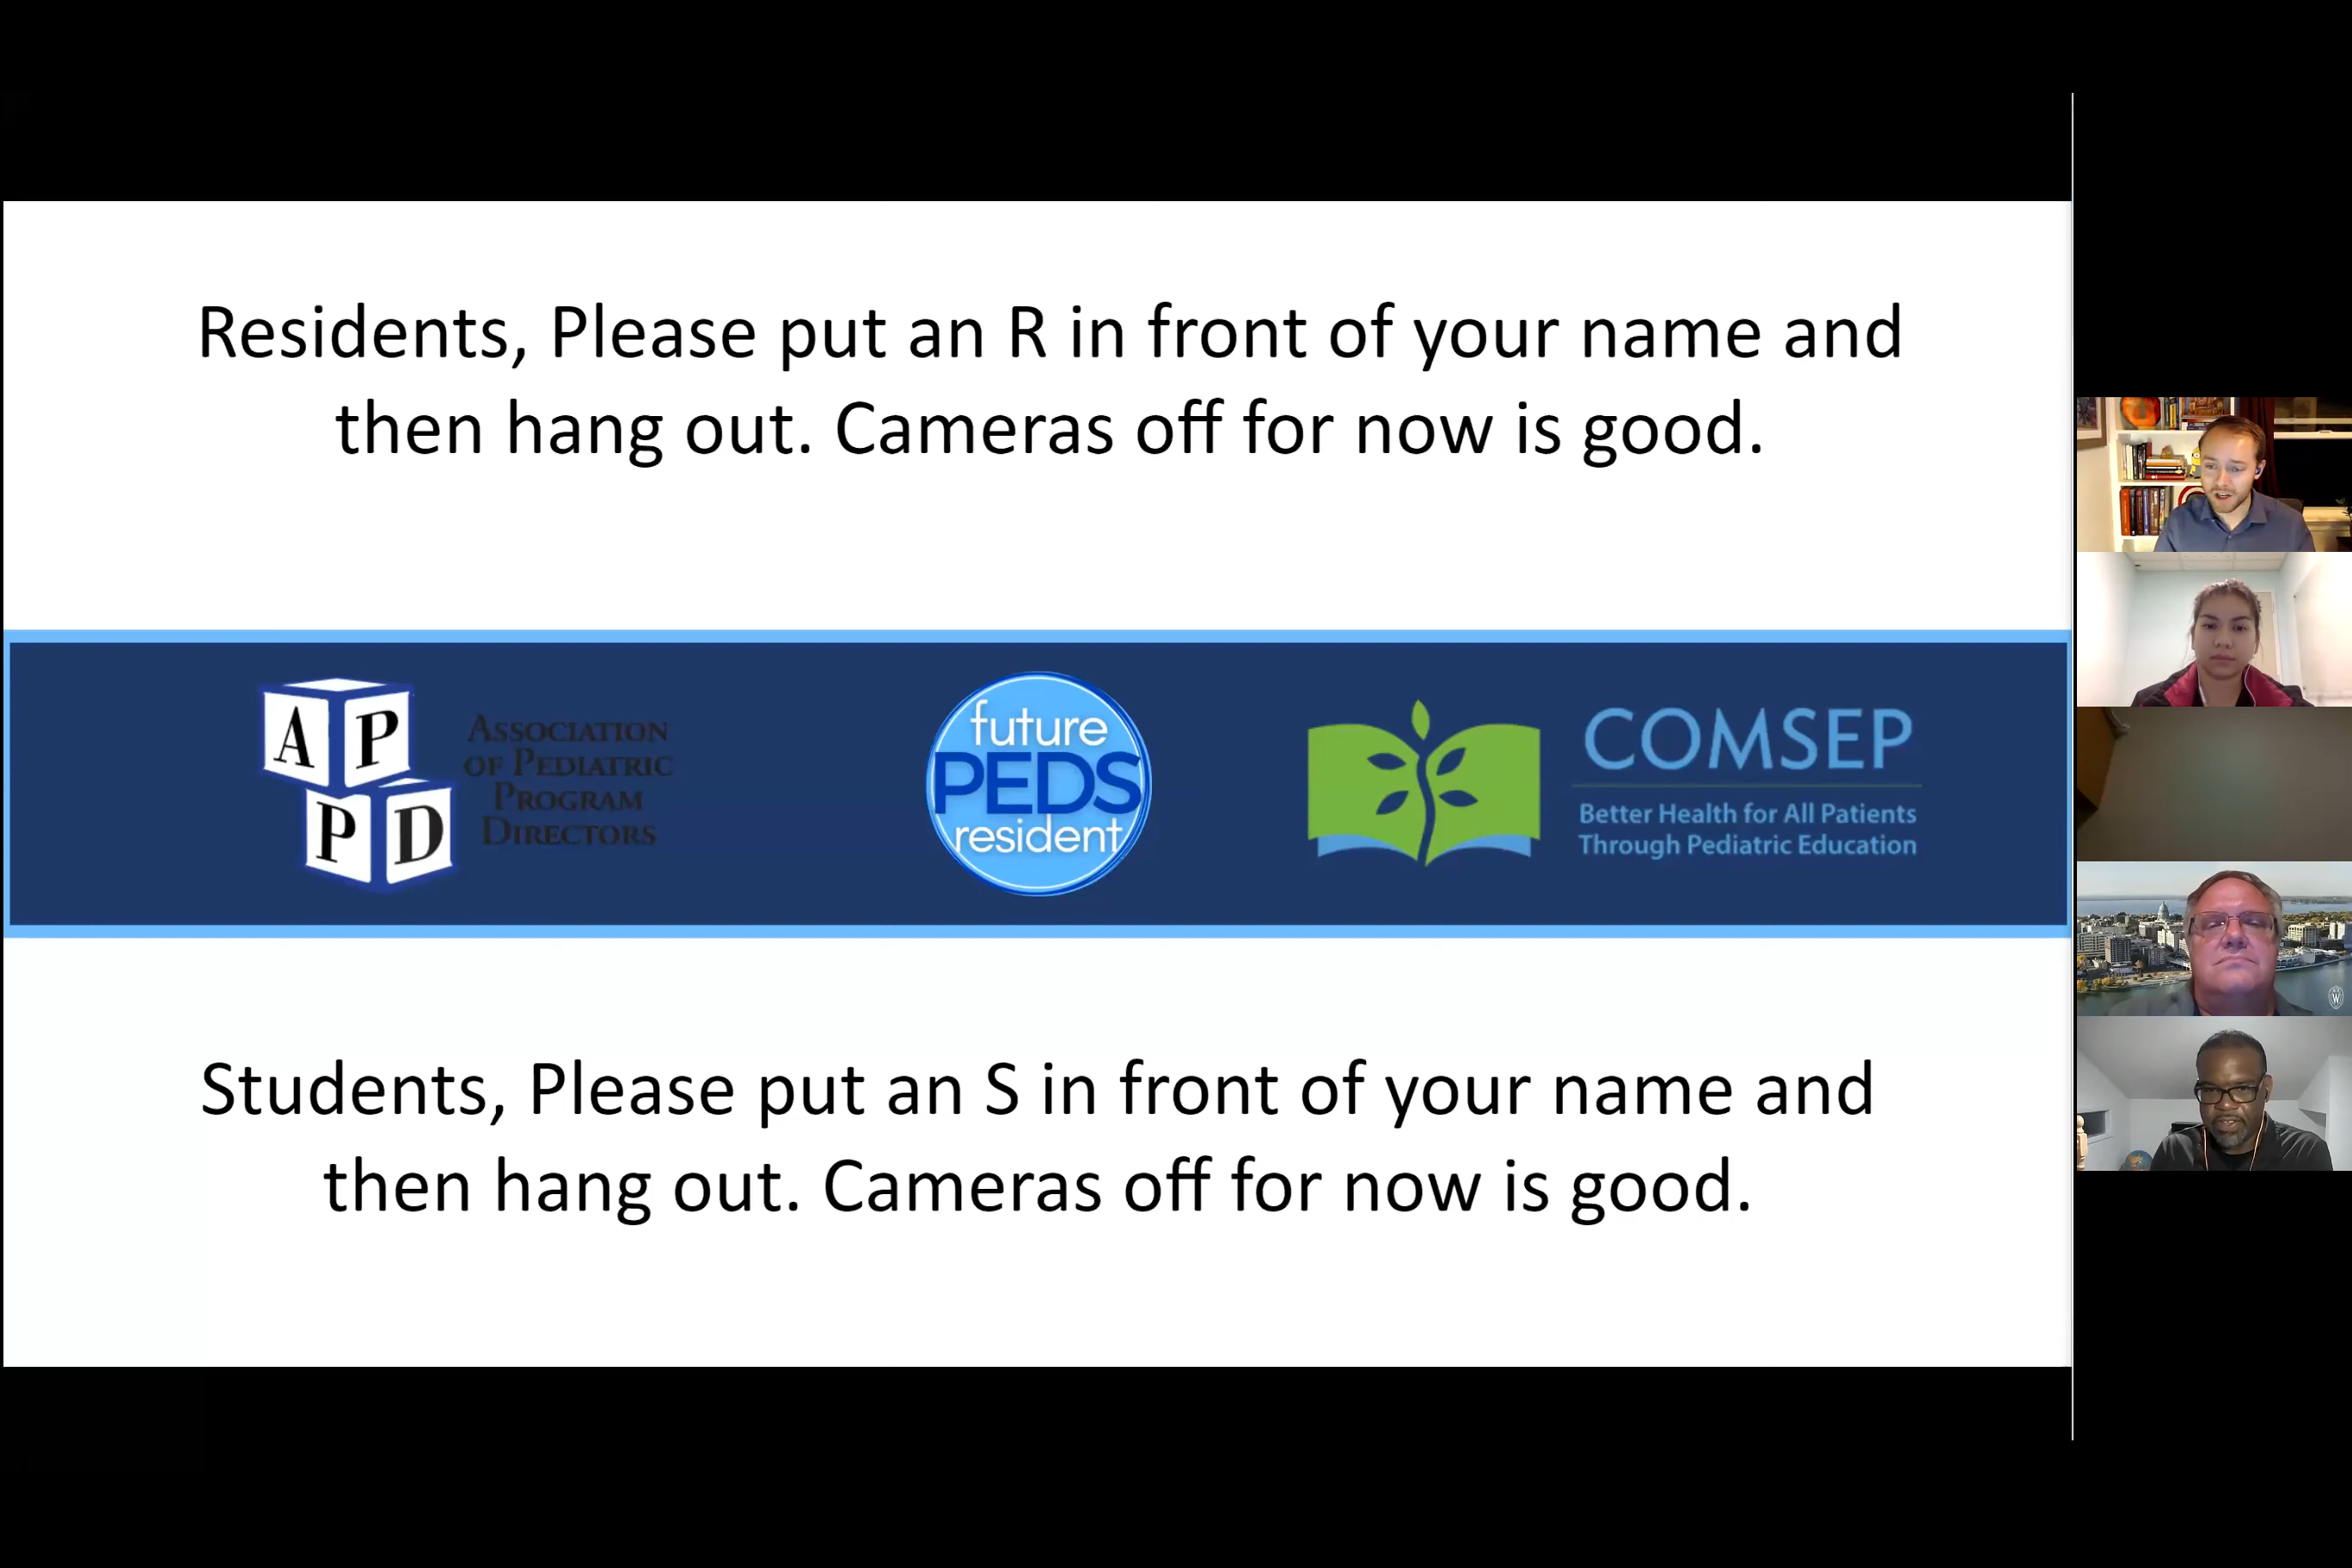 Residents, Please put an R in front of your name and
then hang out. Cameras off for now is good.
A P
P D
ASSOCIATION
OF PEDIATRIC
PROGRAM
DIRECTORS
future
PEDS
resident
COMSEP
Better Health for All Patients
Through Pediatric Education
W
Students, Please put an S in front of your name and
then hang out. Cameras off for now is good.